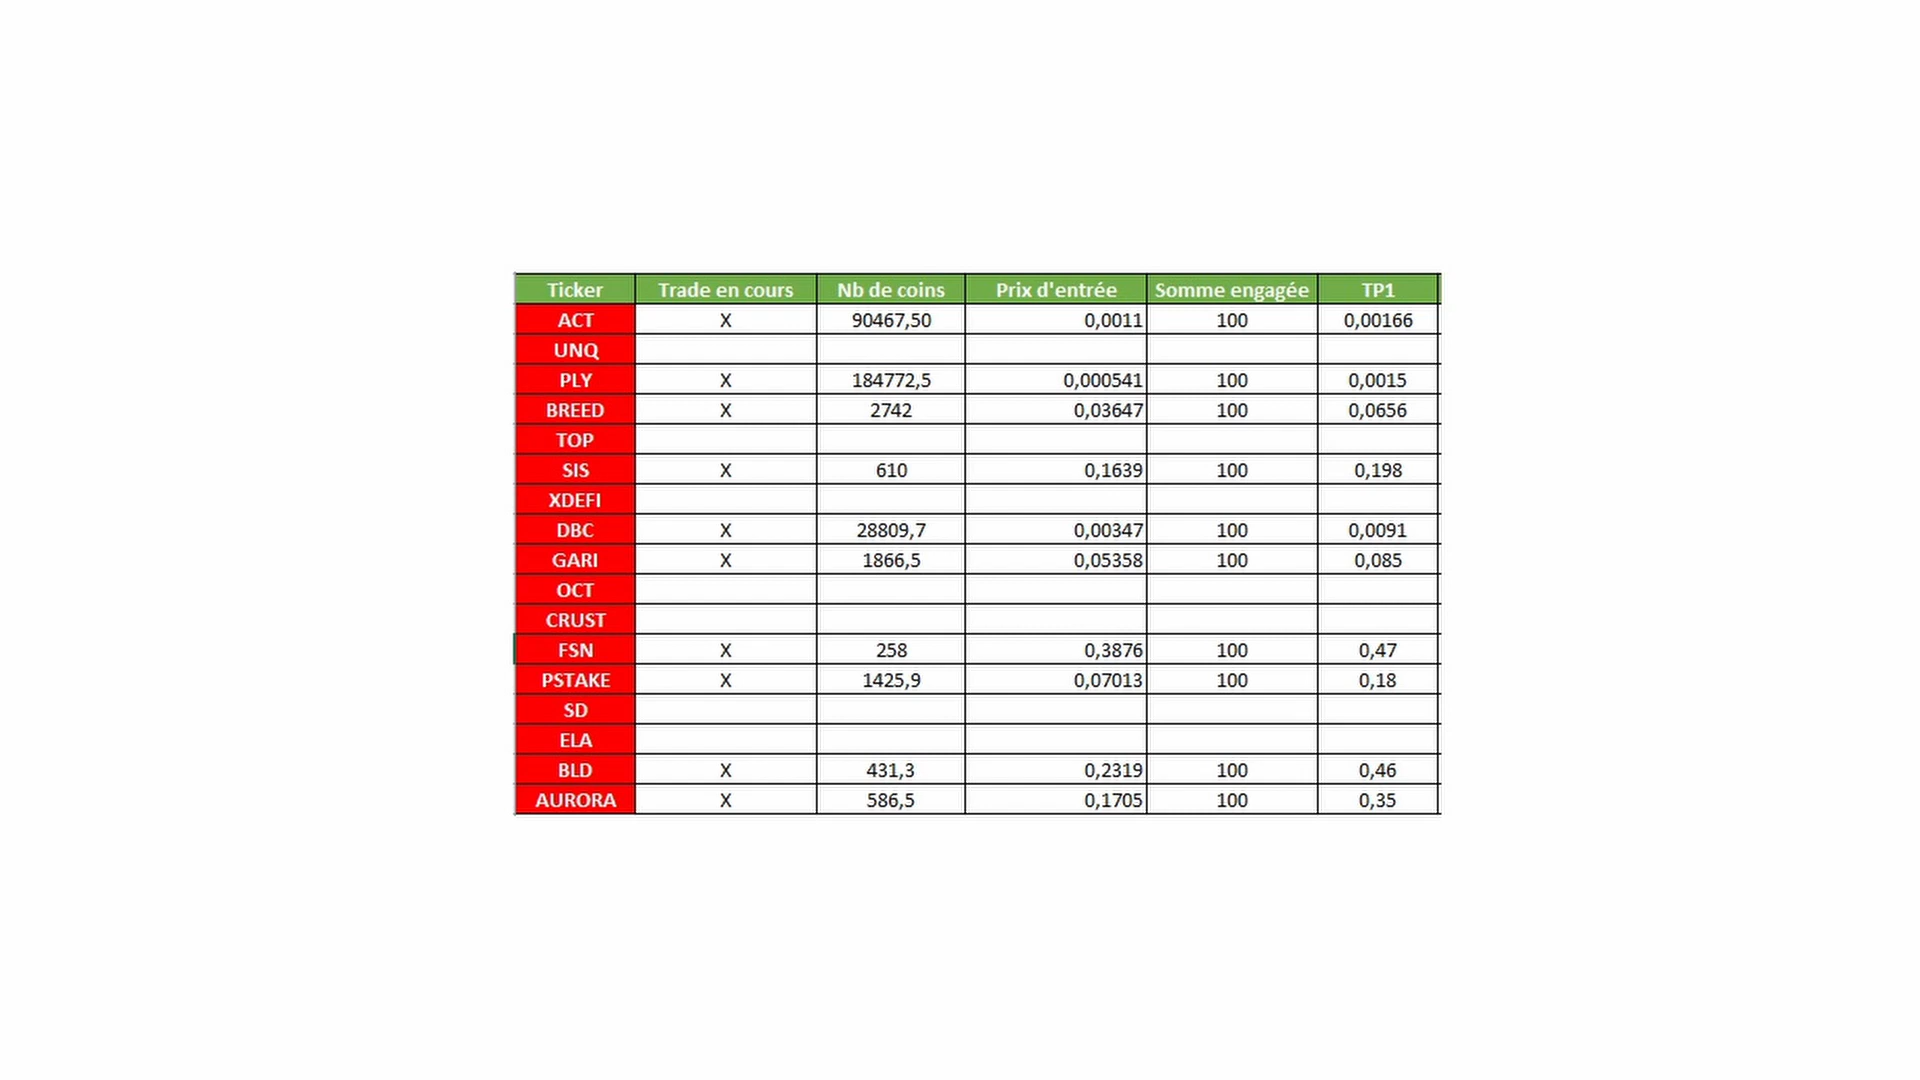 Ticker Trade en cours Nb de coins Prix d'entrée Somme engagée TP1
ACT X 90467,50 0,0011 100 0,00166
UNQ
PLY X 184772,5 0,000541 100 0,0015
BREED X 2742 0,03647 100 0,0656
TOP
SIS X 610 0,1639 100 0,198
XDEFI
DBC X 28809,7 0,00347 100 0,0091
GARI X 1866,5 0,05358 100 0,085
OCT
CRUST
FSN X 258 0,3876 100 0,47
PSTAKE X 1425,9 0,07013 100 0,18
SD
ELA
BLD X 431,3 0,2319 100 0,46
AURORA X 586,5 0,1705 100 0,35